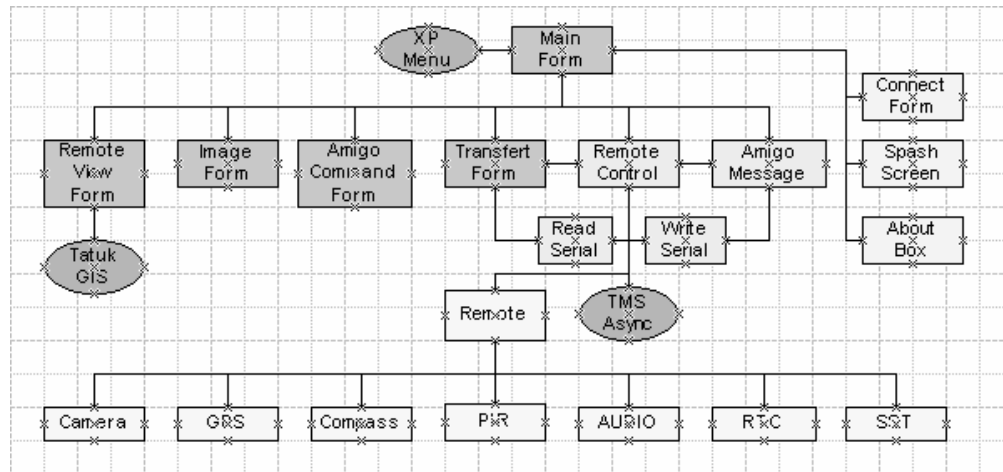 XP
Menu
Main
Form
Connect
Form
Remote
View
Form
Image
Form
Amigo
Command
Form
Transfert
Form
Remote
Control
Amigo
Message
Spash
Screen
Read
Serial
Write
Serial
About
Box
Tatuk
GIS
Remote
TMS
Async
Camera
GPS
Compass
PIR
AUDIO
RTC